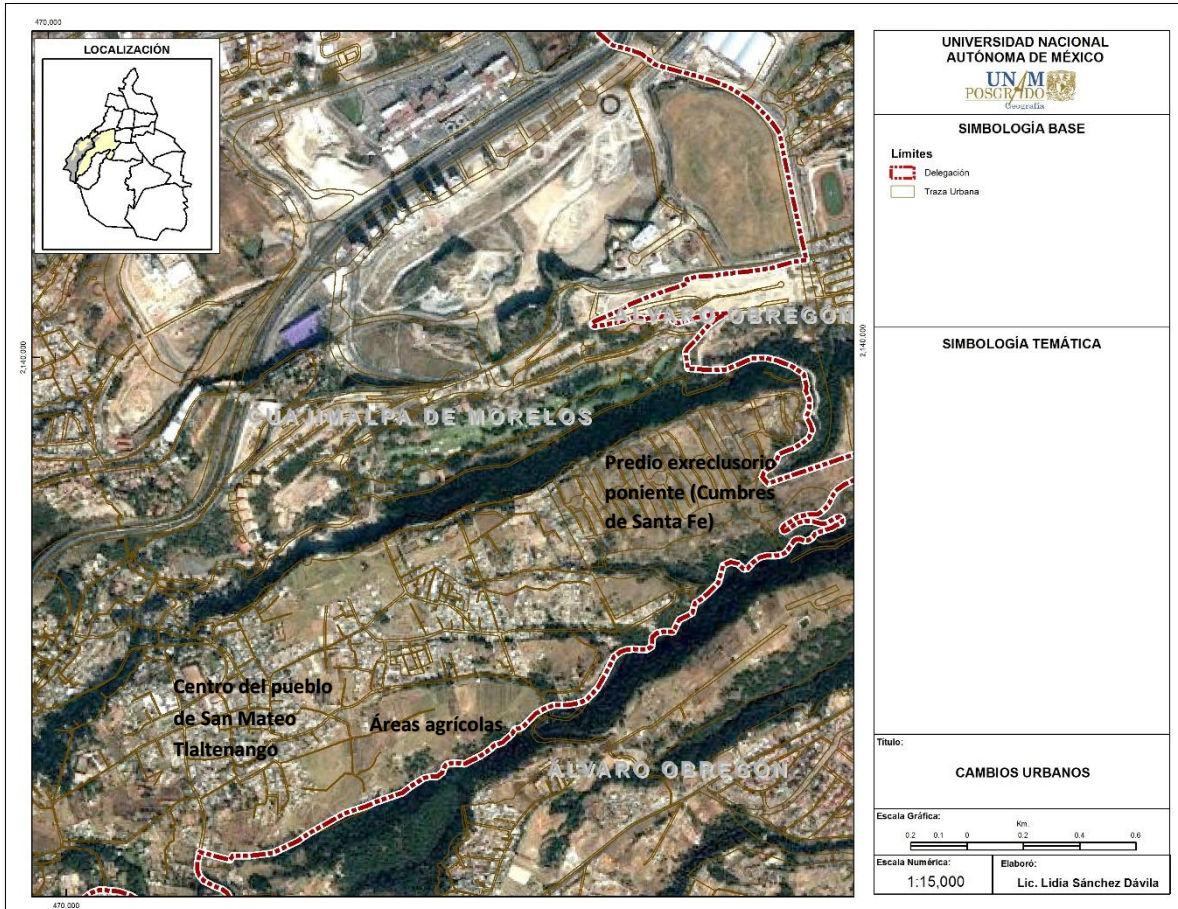 470,000
LOCALIZACIÓN
2,140,000
2,140,000
ÁLVARO OBREGÓN
CUAJIMALPA DE MORELOS
Predio exreclusorio
poniente (Cumbres
de Santa Fe)
Centro del pueblo
de San Mateo
Tlaltenango
Áreas agrícolas
ÁLVARO OBREGÓN
470,000
UNIVERSIDAD NACIONAL
AUTÓNOMA DE MÉXICO
UNAM
POSGRADO
Geografía
SIMBOLOGÍA BASE
Límites
Delegación
Traza Urbana
SIMBOLOGÍA TEMÁTICA
Título:
CAMBIOS URBANOS
Escala Gráfica:
Km.
0.2 0.1 0 0.2 0.4 0.6
Escala Numérica:
1:15,000
Elaboró:
Lic. Lidia Sánchez Dávila